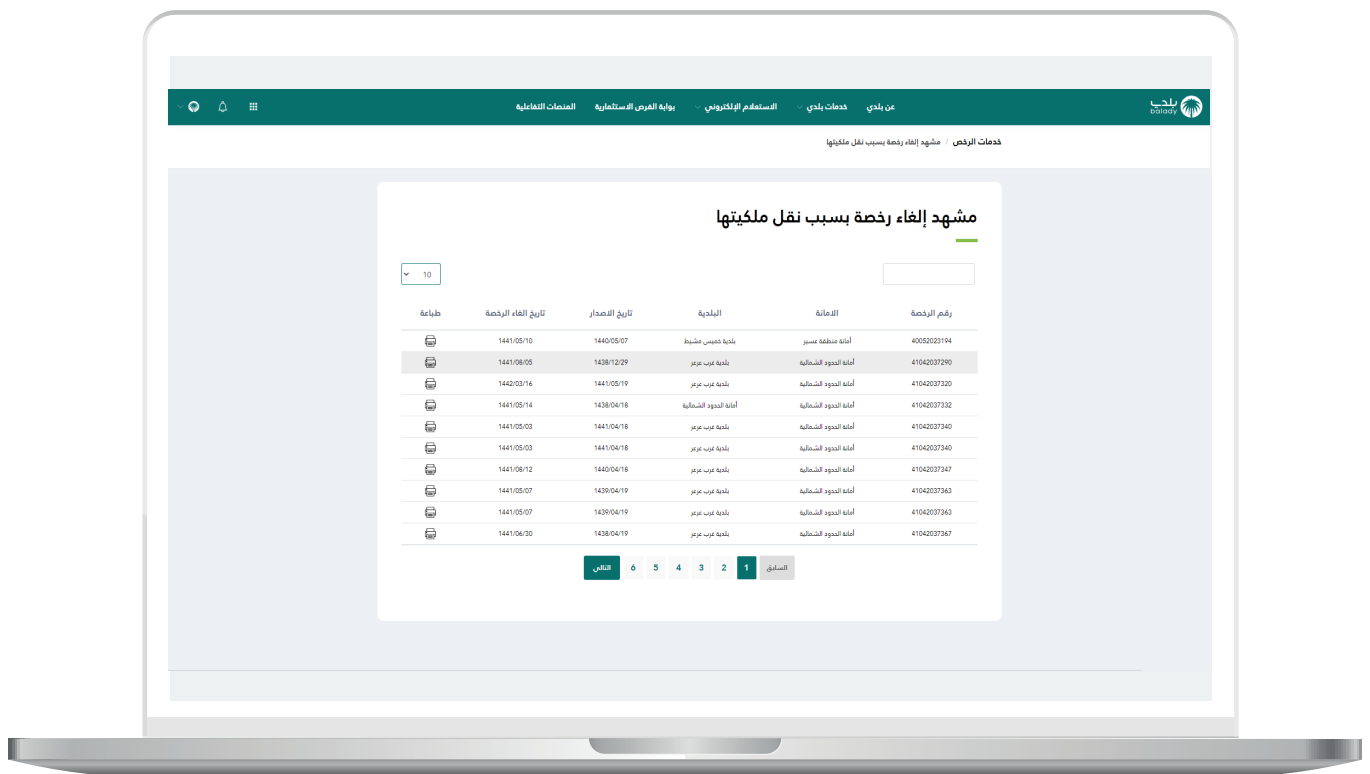 بلدي
balady
عن بلدي خدمات بلدي الاستعلام الإلكتروني بوابة الفرص الاستثمارية المنصات التفاعلية
خدمات الرخص / مشهد إلغاء رخصة بسبب نقل ملكيتها
مشهد إلغاء رخصة بسبب نقل ملكيتها
10
رقم الرخصة الامانة البلدية تاريخ الاصدار تاريخ الغاء الرخصة طباعة
40052023194 أمانة منطقة عسير بلدية خميس مشيط 1440/05/07 1441/05/10
41042037290 أمانة الحدود الشمالية بلدية غرب عرعر 1438/12/29 1441/08/05
41042037320 أمانة الحدود الشمالية بلدية غرب عرعر 1441/05/19 1442/03/16
41042037332 أمانة الحدود الشمالية أمانة الحدود الشمالية 1438/04/18 1441/05/14
41042037340 أمانة الحدود الشمالية بلدية غرب عرعر 1441/04/18 1441/05/03
41042037340 أمانة الحدود الشمالية بلدية غرب عرعر 1441/04/18 1441/05/03
41042037347 أمانة الحدود الشمالية بلدية غرب عرعر 1440/04/18 1441/08/12
41042037363 أمانة الحدود الشمالية بلدية غرب عرعر 1439/04/19 1441/05/07
41042037363 أمانة الحدود الشمالية بلدية غرب عرعر 1439/04/19 1441/05/07
41042037367 أمانة الحدود الشمالية بلدية غرب عرعر 1438/04/19 1441/06/30
السابق 1 2 3 4 5 6 التالي